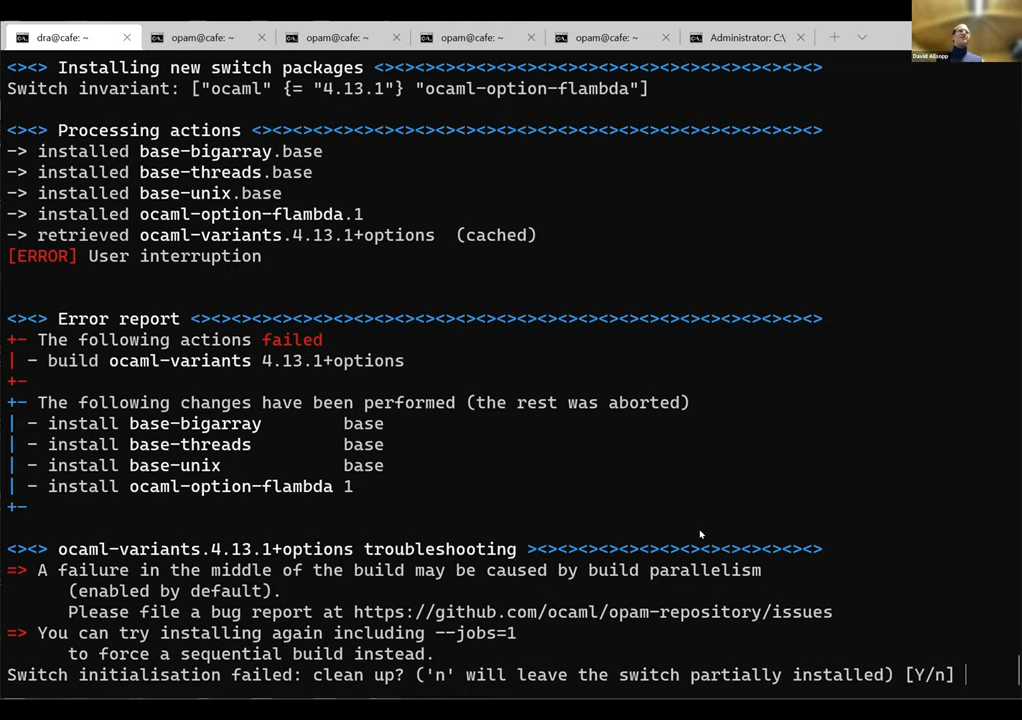 dra@cafe: ~
opam@cafe: ~
opam@cafe: ~
opam@cafe: ~
opam@cafe: ~
Administrator: C:\
David Allsopp
<><> Installing new switch packages <><><><><><><><><><><><><><><><><><><><><><>
Switch invariant: ["ocaml" {= "4.13.1"} "ocaml-option-flambda"]
<><> Processing actions <><><><><><><><><><><><><><><><><><><><><><><><><><><><>
-> installed base-bigarray.base
-> installed base-threads.base
-> installed base-unix.base
-> installed ocaml-option-flambda.1
-> retrieved ocaml-variants.4.13.1+options  (cached)
[ERROR] User interruption
<><> Error report <><><><><><><><><><><><><><><><><><><><><><><><><><><><><><><>
+- The following actions failed
| - build ocaml-variants 4.13.1+options
+-
+- The following changes have been performed (the rest was aborted)
| - install base-bigarray        base
| - install base-threads         base
| - install base-unix            base
| - install ocaml-option-flambda 1
+-
<><> ocaml-variants.4.13.1+options troubleshooting ><><><><><><><><><><><><><><>
=> A failure in the middle of the build may be caused by build parallelism
(enabled by default).
Please file a bug report at https://github.com/ocaml/opam-repository/issues
=> You can try installing again including --jobs=1
to force a sequential build instead.
Switch initialisation failed: clean up? ('n' will leave the switch partially installed) [Y/n]